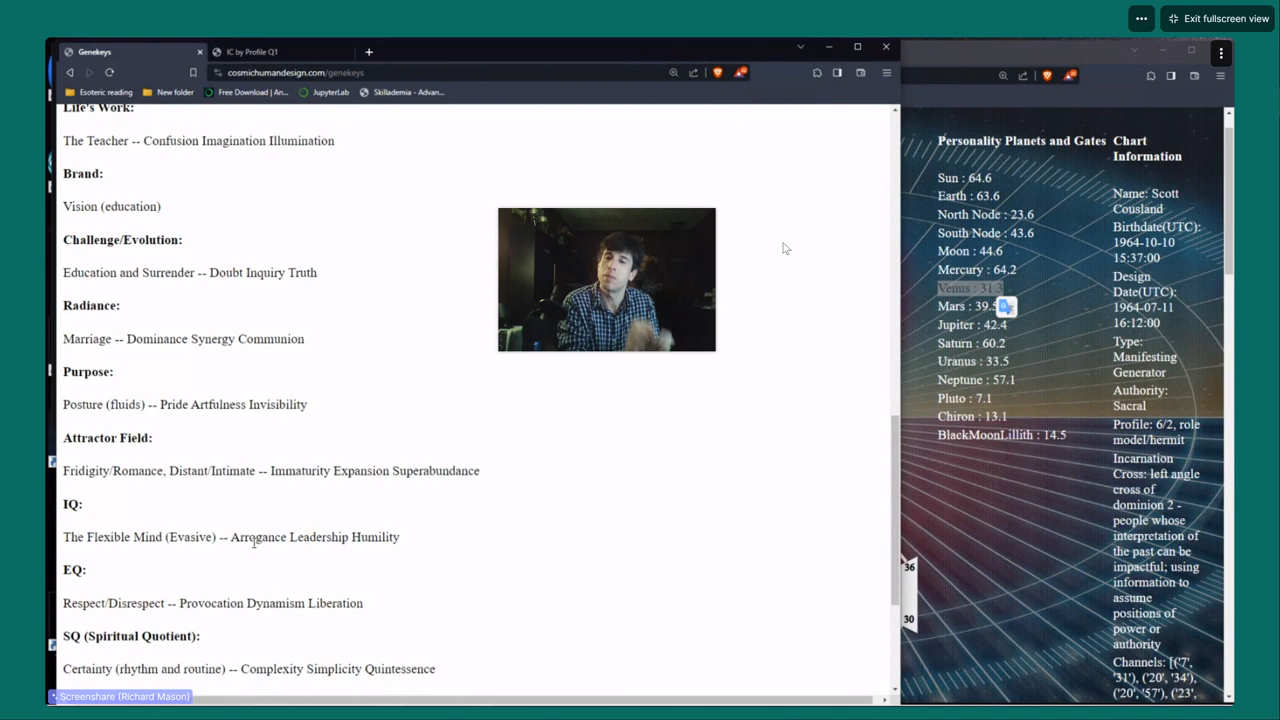 Exit fullscreen view
Genekeys
IC by Profile Q1
cosmichumandesign.com/genekeys
Esoteric reading
New folder
Free Download | An...
JupyterLab
Skillademia - Advan...
Life's Work:
The Teacher -- Confusion Imagination Illumination
Brand:
Vision (education)
Challenge/Evolution:
Education and Surrender -- Doubt Inquiry Truth
Radiance:
Marriage -- Dominance Synergy Communion
Purpose:
Posture (fluids) -- Pride Artfulness Invisibility
Attractor Field:
Fridigity/Romance, Distant/Intimate -- Immaturity Expansion Superabundance
IQ:
The Flexible Mind (Evasive) -- Arrogance Leadership Humility
EQ:
Respect/Disrespect -- Provocation Dynamism Liberation
SQ (Spiritual Quotient):
Certainty (rhythm and routine) -- Complexity Simplicity Quintessence
Screenshare (Richard Mason)
Personality Planets and Gates
Sun : 64.6
Earth : 63.6
North Node : 23.6
South Node : 43.6
Moon : 44.6
Mercury : 64.2
Venus : 31.3
Mars : 39.5
Jupiter : 42.4
Saturn : 60.2
Uranus : 33.5
Neptune : 57.1
Pluto : 7.1
Chiron : 13.1
BlackMoonLillith : 14.5
36
30
Chart
Information
Name: Scott
Cousland
Birthdate(UTC):
1964-10-10
15:37:00
Design
Date(UTC):
1964-07-11
16:12:00
Type:
Manifesting
Generator
Authority:
Sacral
Profile: 6/2, role
model/hermit
Incarnation
Cross: left angle
cross of
dominion 2 -
people whose
interpretation of
the past can be
impactful; using
information to
assume
positions of
power or
authority
Channels: [('7',
'31'), ('20', '34')
('20', '57'), ('23',